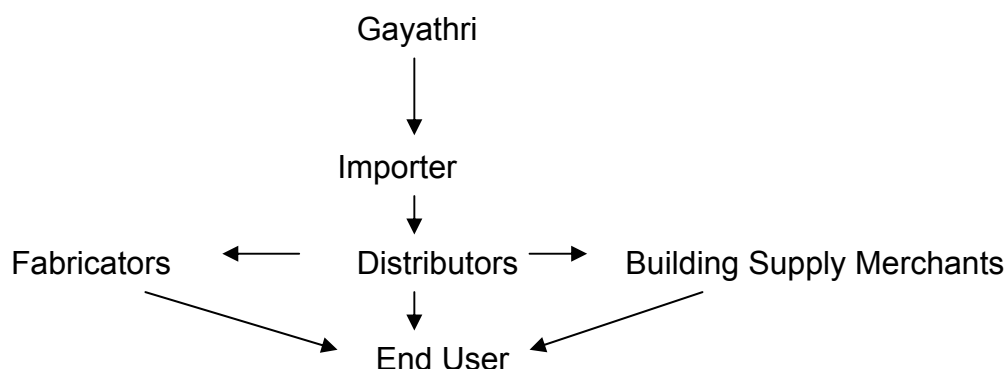 Gayathri
Importer
Fabricators Distributors Building Supply Merchants
End User